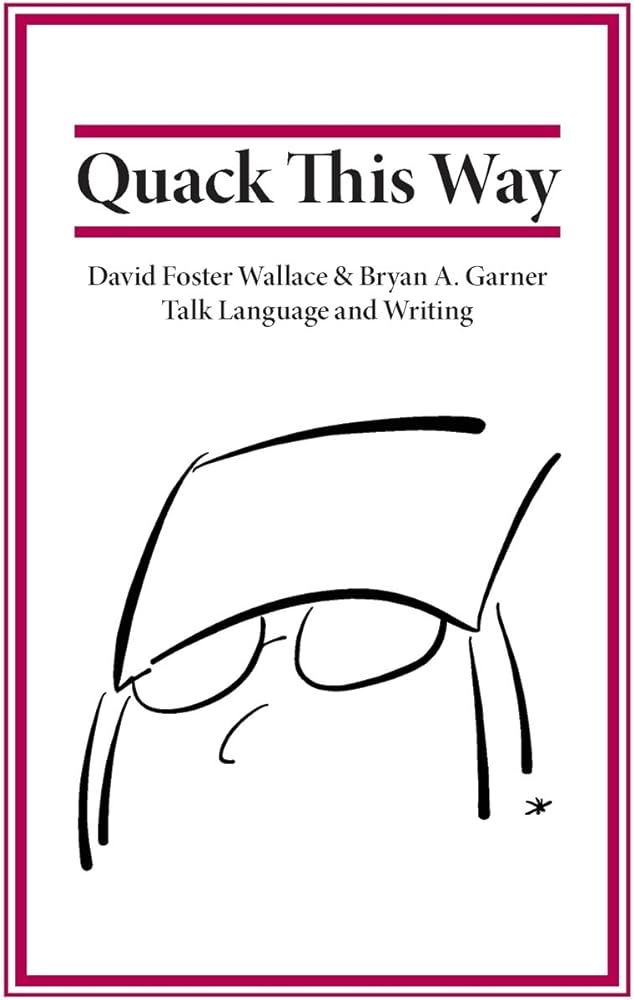 Quack This Way
David Foster Wallace & Bryan A. Garner
Talk Language and Writing